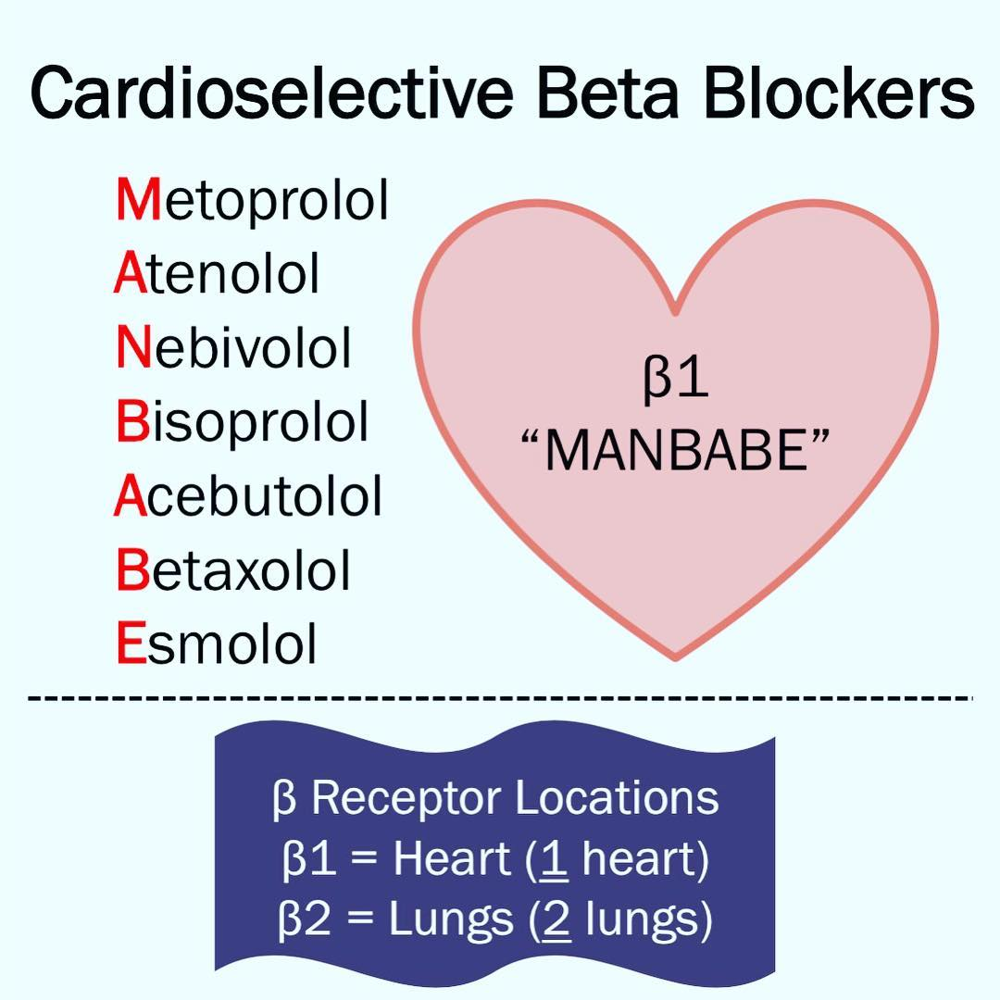 Cardioselective Beta Blockers
Metoprolol
Atenolol
Nebivolol
Bisoprolol
Acebutolol
Betaxolol
Esmolol
β1
“MANBABE”
β Receptor Locations
β1 = Heart (1 heart)
β2 = Lungs (2 lungs)